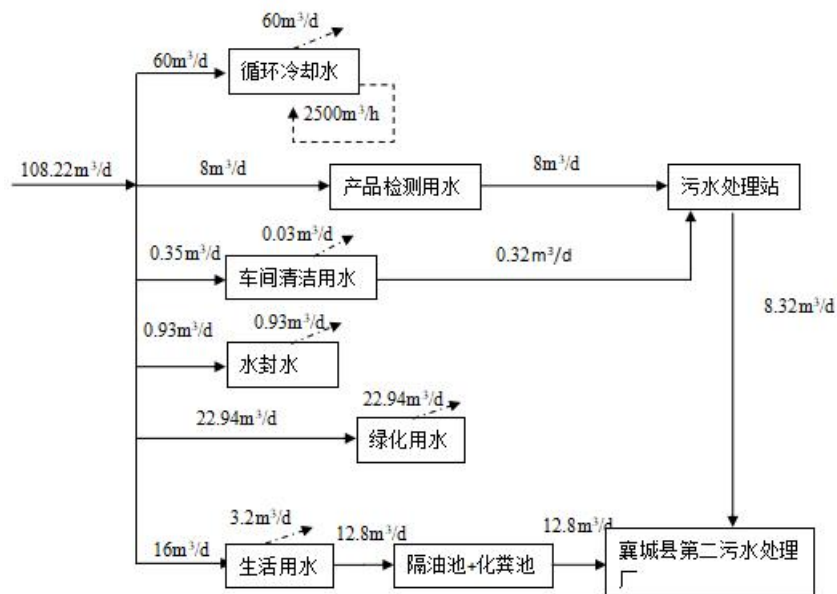 60m³/d
60m³/d
循环冷却水
2500m³/h
108.22m³/d
8m³/d
产品检测用水
8m³/d
污水处理站
0.03m³/d
0.35m³/d
车间清洁用水
0.32m³/d
8.32m³/d
0.93m³/d
0.93m³/d
水封水
22.94m³/d
22.94m³/d
绿化用水
3.2m³/d
16m³/d
生活用水
12.8m³/d
隔油池+化粪池
12.8m³/d
襄城县第二污水处理
厂